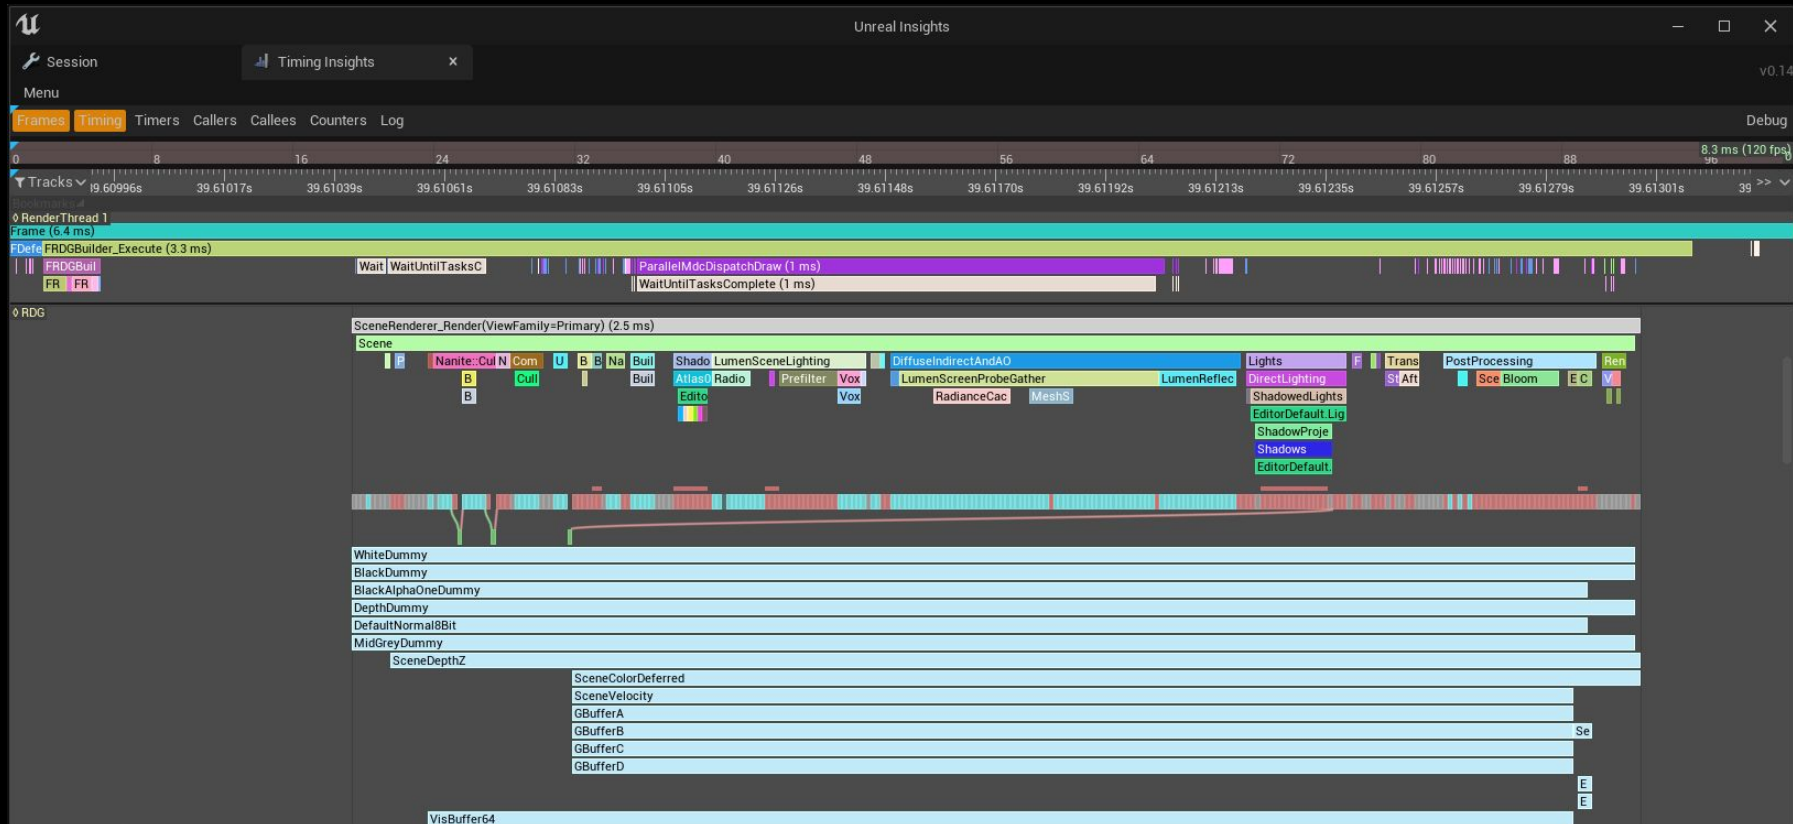 Unreal Insights
Session
Timing Insights
v0.14
Menu
Frames Timing Timers Callers Callees Counters Log Debug
0 8 16 24 32 40 48 56 64 72 80 88 96
8.3 ms (120 fps)
Tracks 39.60996s 39.61017s 39.61039s 39.61061s 39.61083s 39.61105s 39.61126s 39.61148s 39.61170s 39.61192s 39.61213s 39.61235s 39.61257s 39.61279s 39.61301s 39
Bookmarks
RenderThread 1
Frame (6.4 ms)
FDefe FRDGBuilder_Execute (3.3 ms)
FRDGBuil Wait WaitUntilTasksC ParallelMdcDispatchDraw (1 ms)
FR FR WaitUntilTasksComplete (1 ms)
RDG
SceneRenderer_Render(ViewFamily=Primary) (2.5 ms)
Scene
P Nanite::Cul N Com U B B Na Buil Shado LumenSceneLighting DiffuseIndirectAndAO Lights F Trans PostProcessing Ren
B Cull Buil Atlas0 Radio Prefilter Vox LumenScreenProbeGather LumenReflec DirectLighting St Aft Sce Bloom E C V
B Edito Vox RadianceCac MeshS ShadowedLights
EditorDefault.Lig
ShadowProje
Shadows
EditorDefault.
WhiteDummy
BlackDummy
BlackAlphaOneDummy
DepthDummy
DefaultNormal8Bit
MidGreyDummy
SceneDepthZ
SceneColorDeferred
SceneVelocity
GBufferA
GBufferB Se
GBufferC
GBufferD
E
E
VisBuffer64